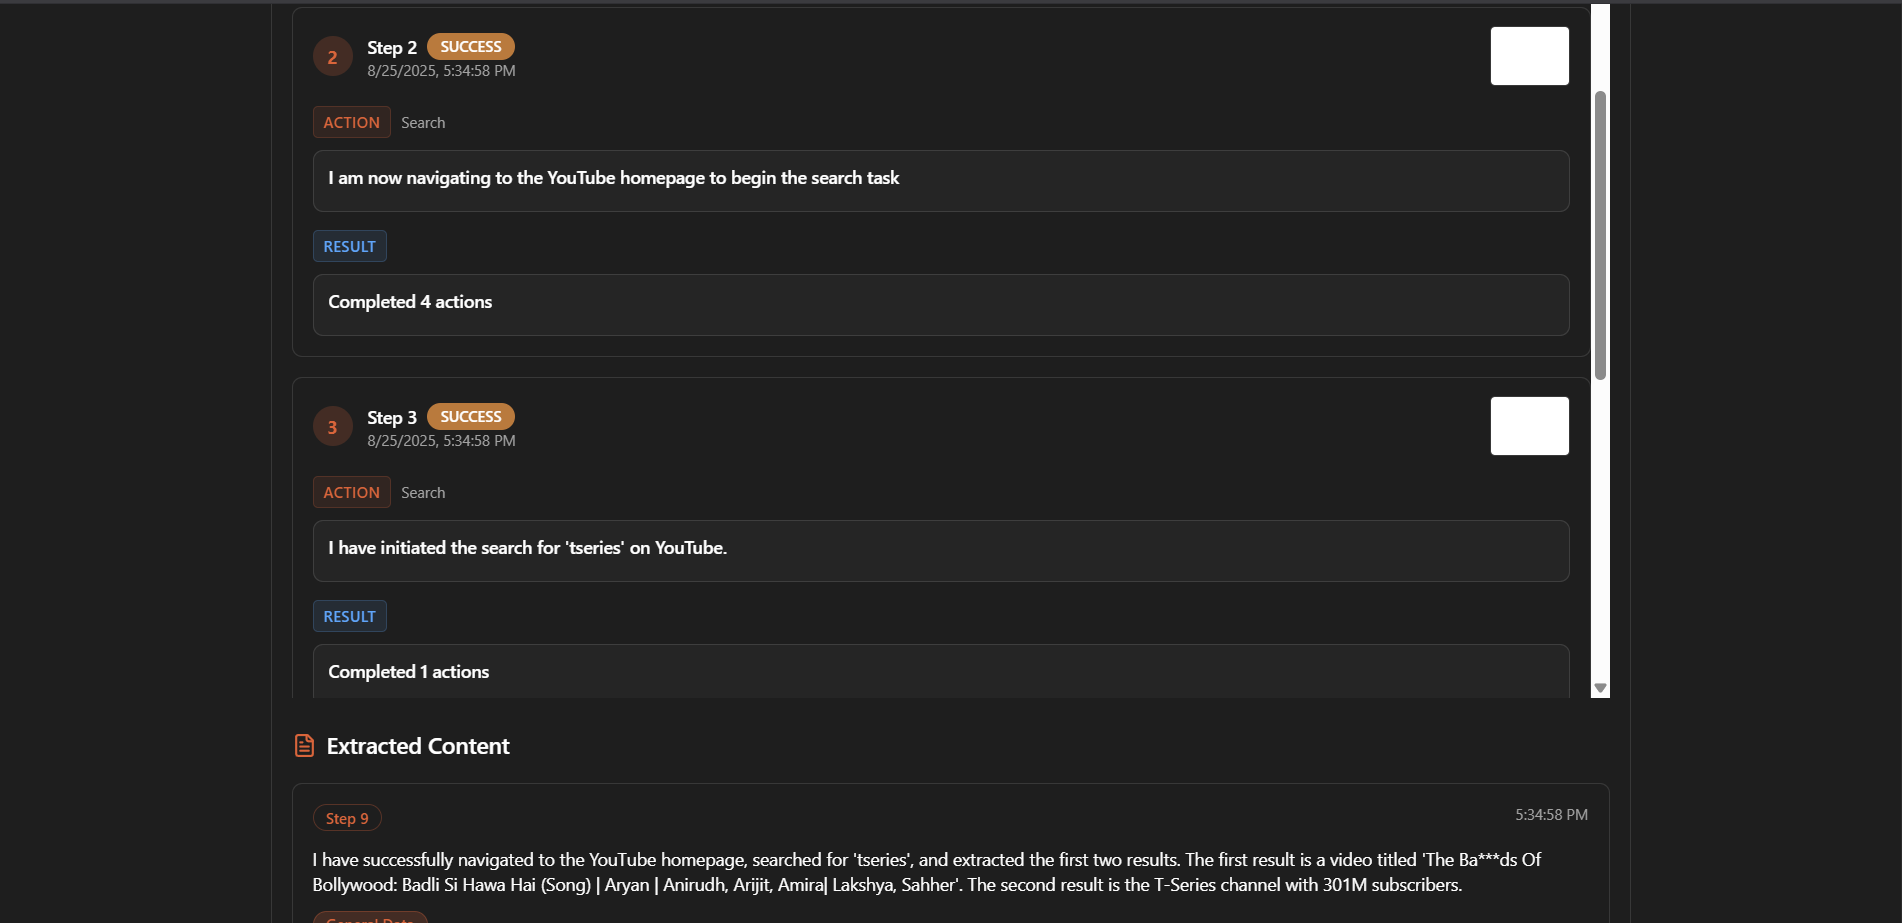 2
Step 2 SUCCESS
8/25/2025, 5:34:58 PM
ACTION Search
I am now navigating to the YouTube homepage to begin the search task
RESULT
Completed 4 actions
3
Step 3 SUCCESS
8/25/2025, 5:34:58 PM
ACTION Search
I have initiated the search for 'tseries' on YouTube.
RESULT
Completed 1 actions
Extracted Content
Step 9 5:34:58 PM
I have successfully navigated to the YouTube homepage, searched for 'tseries', and extracted the first two results. The first result is a video titled 'The Ba***ds Of
Bollywood: Badli Si Hawa Hai (Song) | Aryan | Anirudh, Arijit, Amira| Lakshya, Sahher'. The second result is the T-Series channel with 301M subscribers.